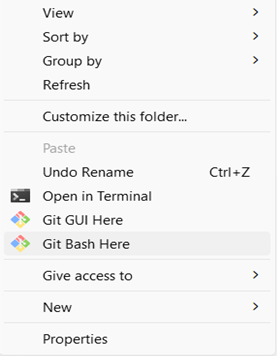 View
Sort by
Group by
Refresh
Customize this folder...
Paste
Undo Rename Ctrl+Z
Open in Terminal
Git GUI Here
Git Bash Here
Give access to
New
Properties